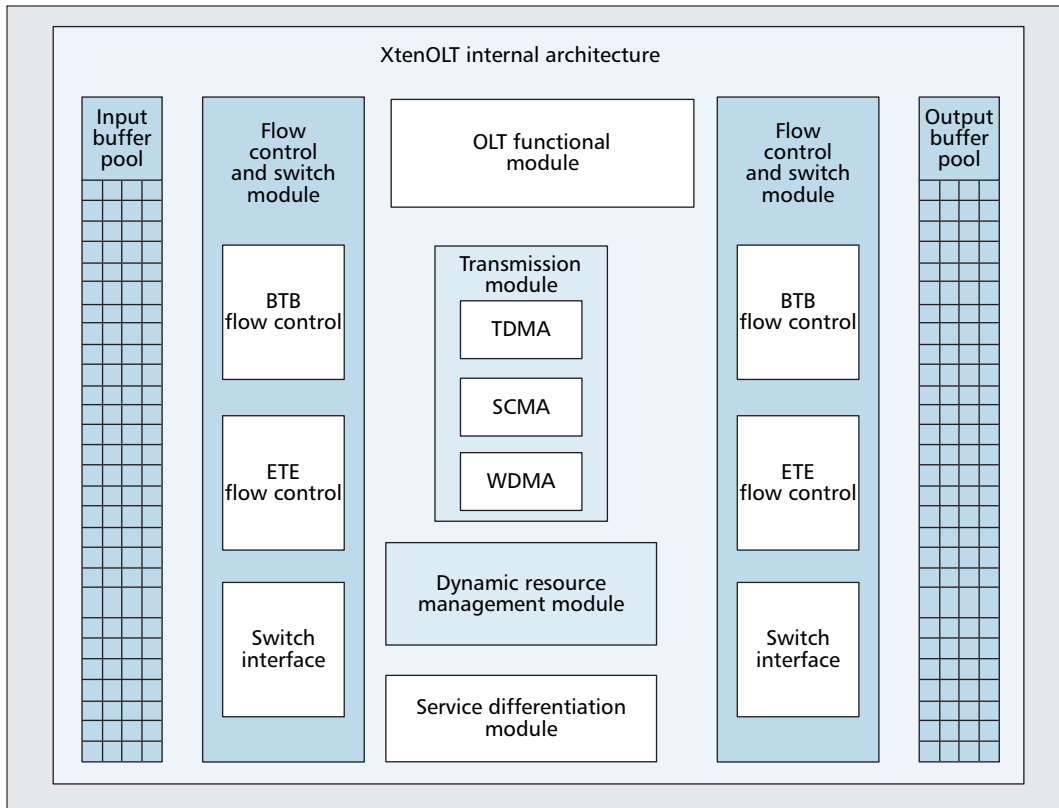 XtenOLT internal architecture
Input
buffer
pool
Flow
control
and switch
module
BTB
flow control
ETE
flow control
Switch
interface
OLT functional
module
Transmission
module
TDMA
SCMA
WDMA
Dynamic resource
management module
Service differentiation
module
Flow
control
and switch
module
BTB
flow control
ETE
flow control
Switch
interface
Output
buffer
pool